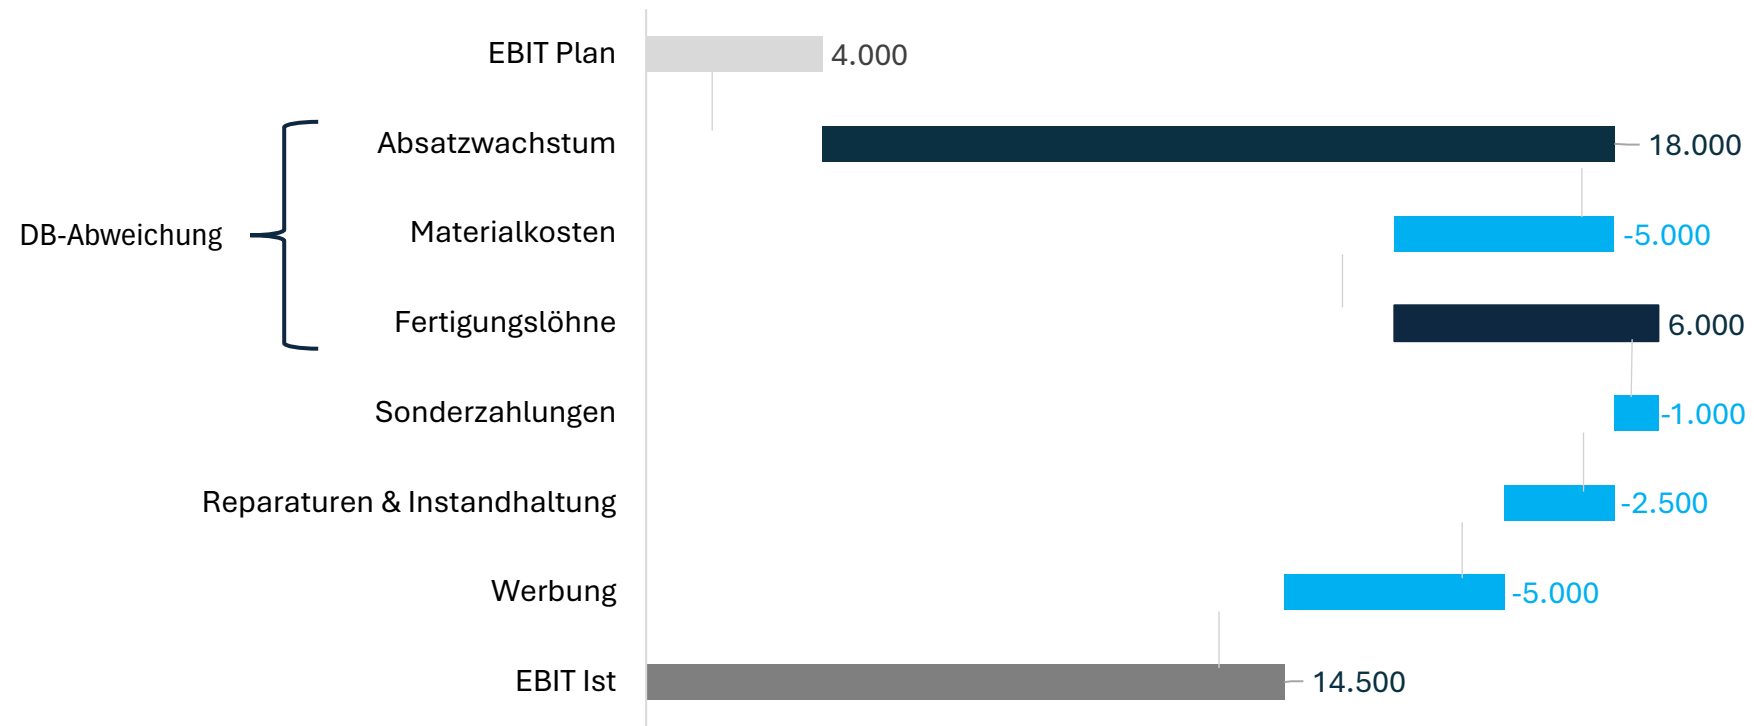 EBIT Plan 4.000
Absatzwachstum 18.000
DB-Abweichung
Materialkosten -5.000
Fertigungslöhne 6.000
Sonderzahlungen -1.000
Reparaturen & Instandhaltung -2.500
Werbung -5.000
EBIT Ist 14.500